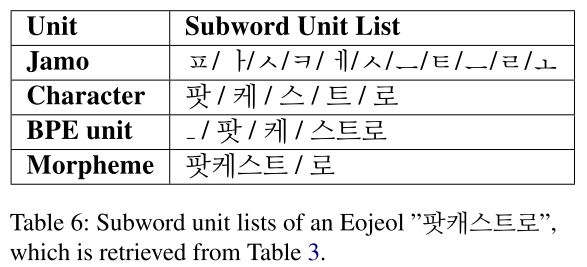 Unit Subword Unit List
Jamo ㅍ/ ㅏ/ㅅ/ㅋ/ ㅔ/ㅅ/ㅡ/ㅌ/ㅡ/ㄹ/ㅗ
Character 팟 / 케 / 스 / 트 / 로
BPE unit _ / 팟 / 케 / 스트로
Morpheme 팟케스트 / 로
Table 6: Subword unit lists of an Eojeol ”팟캐스트로”,
which is retrieved from Table 3.